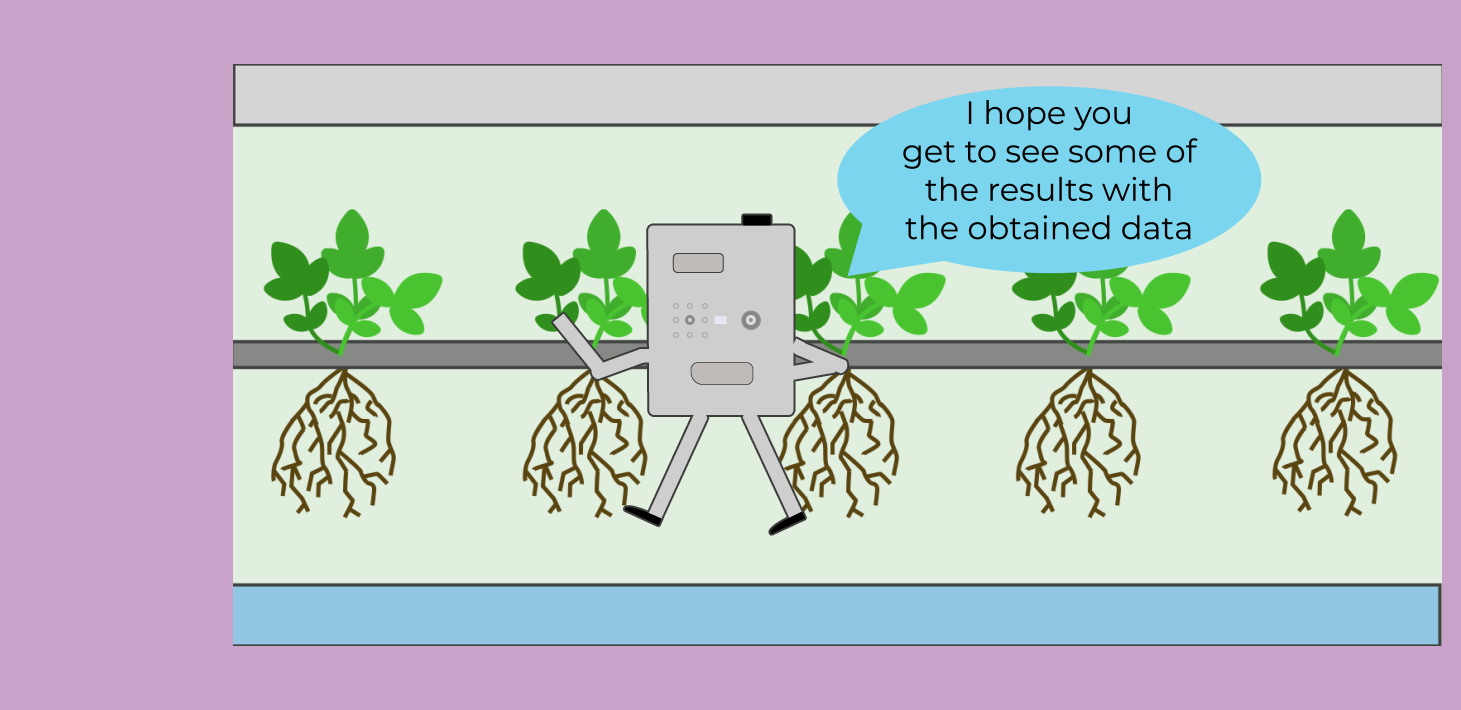 I hope you
get to see some of
the results with
the obtained data